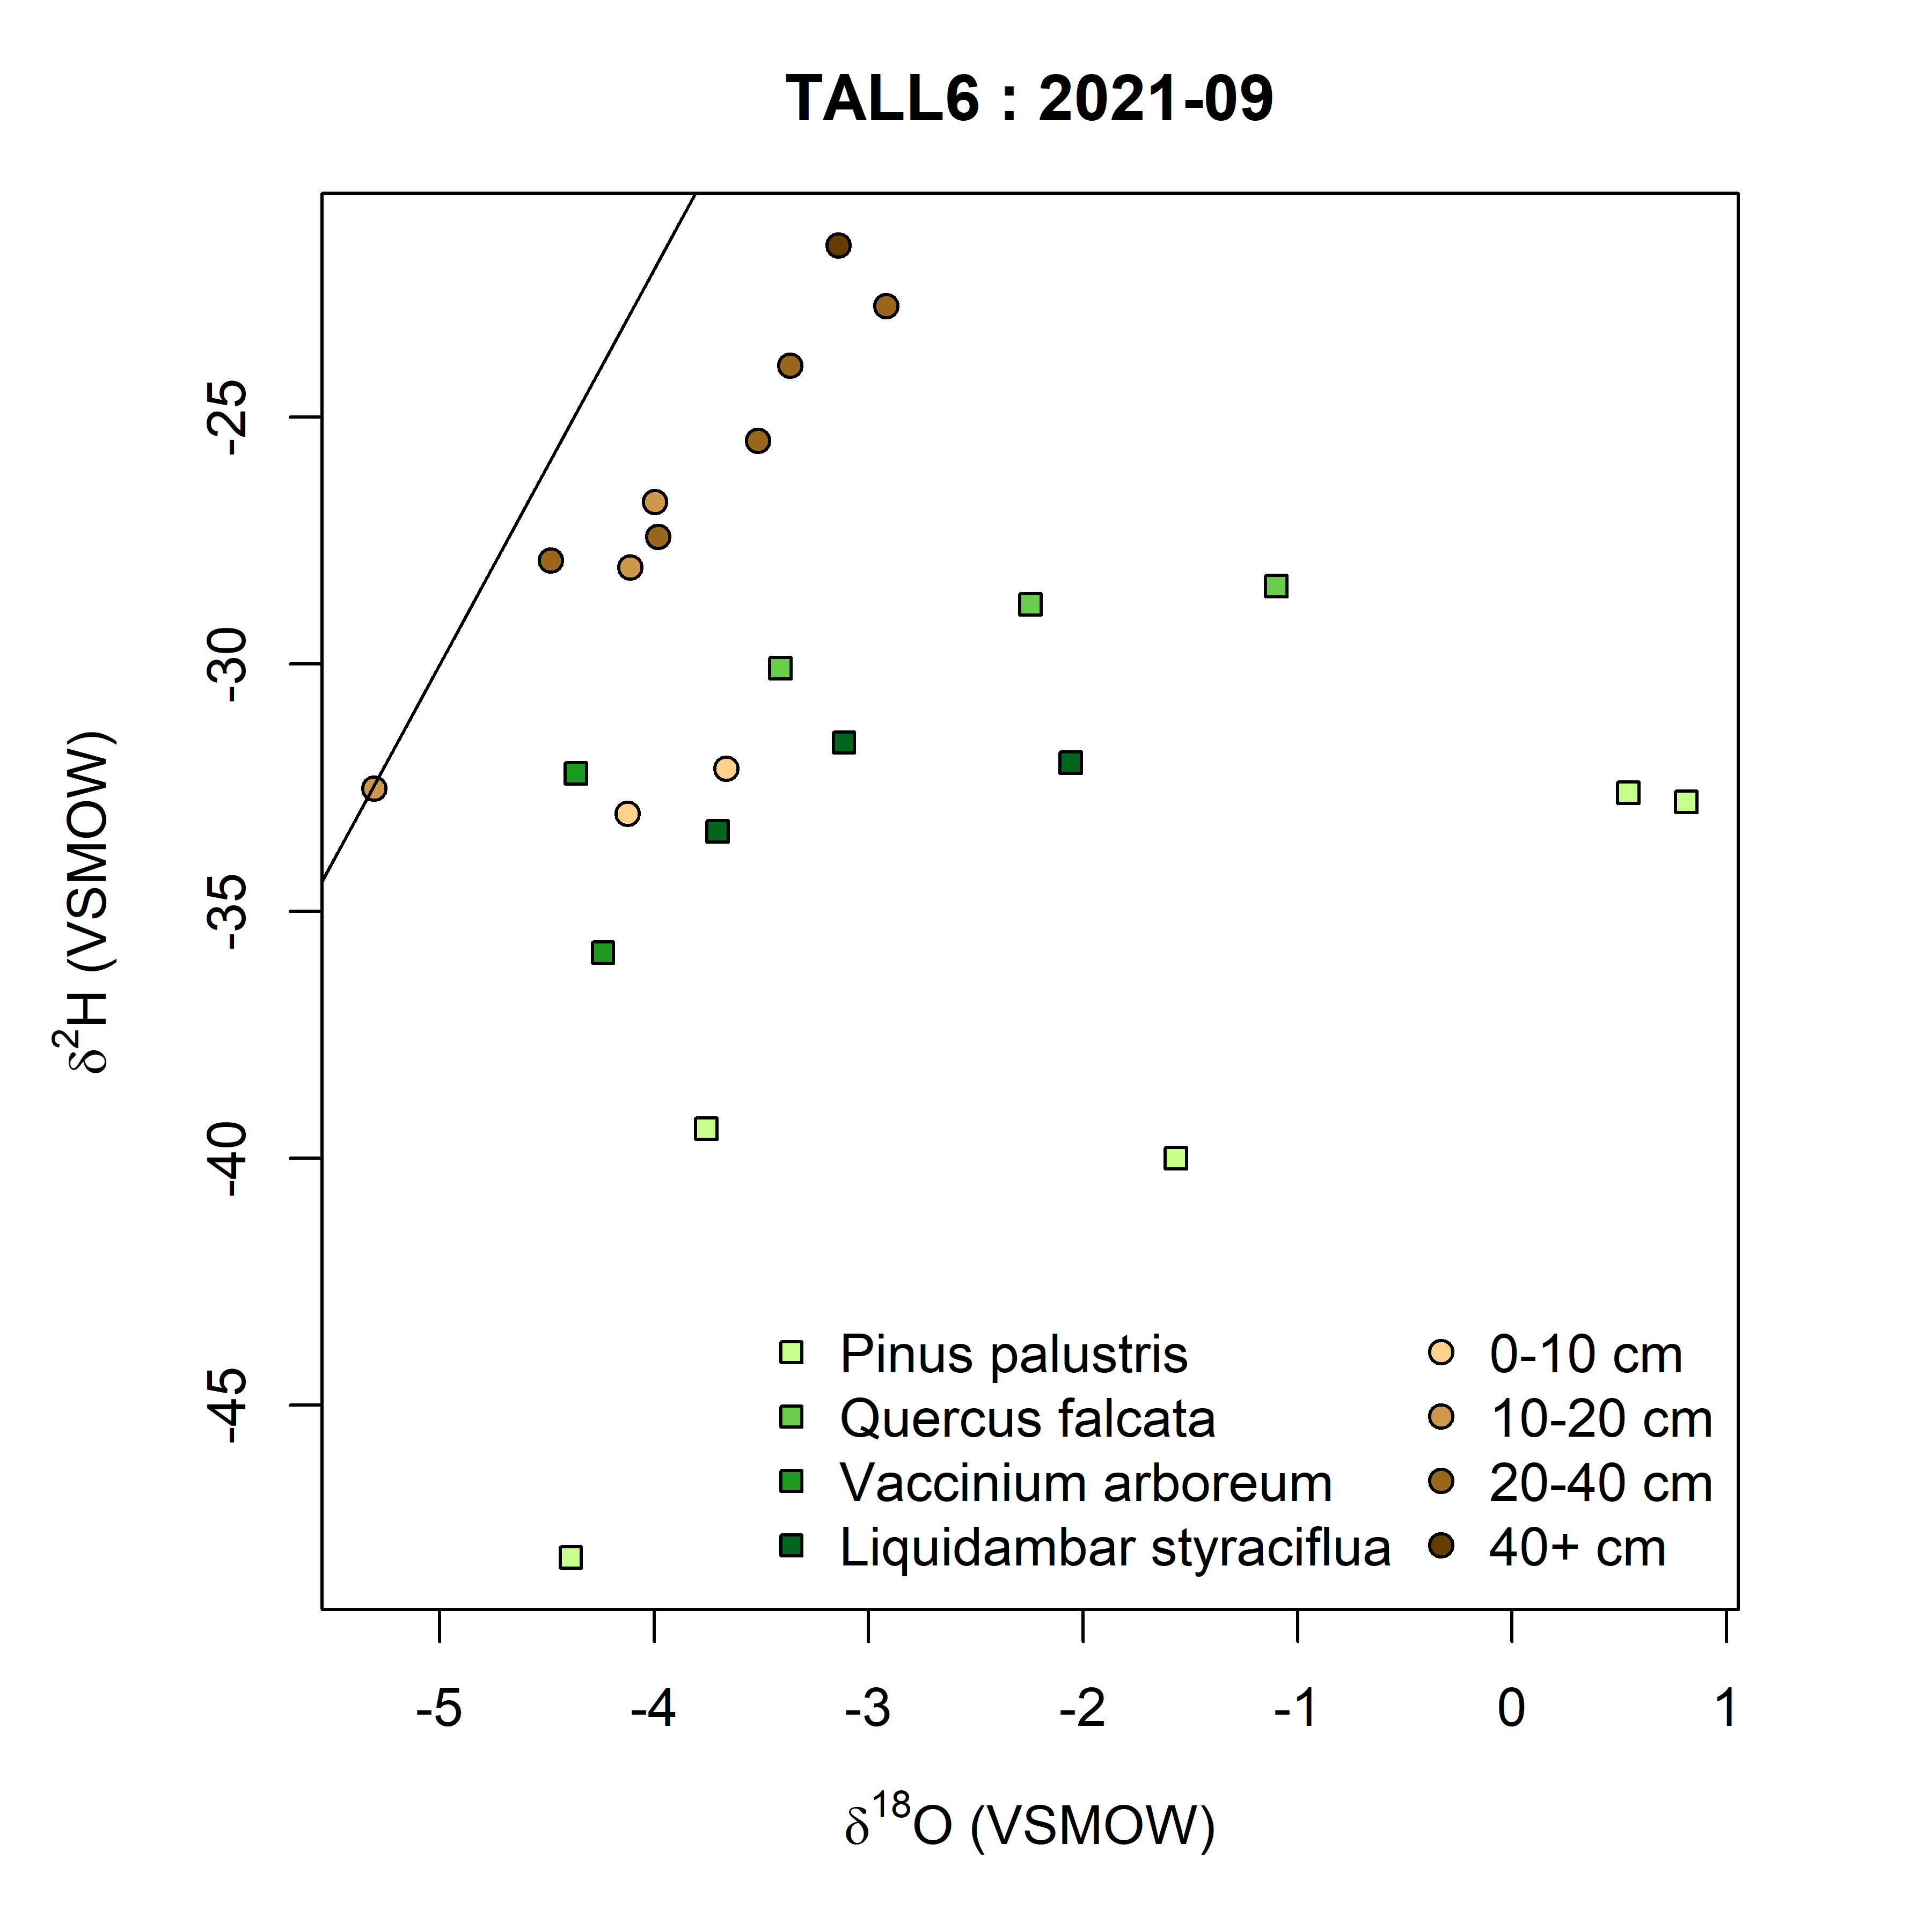 TALL6 : 2021-09
δ²H (VSMOW)
-25
-30
-35
-40
-45
Pinus palustris
Quercus falcata
Vaccinium arboreum
Liquidambar styraciflua
0-10 cm
10-20 cm
20-40 cm
40+ cm
-5 -4 -3 -2 -1 0 1
δ¹⁸O (VSMOW)